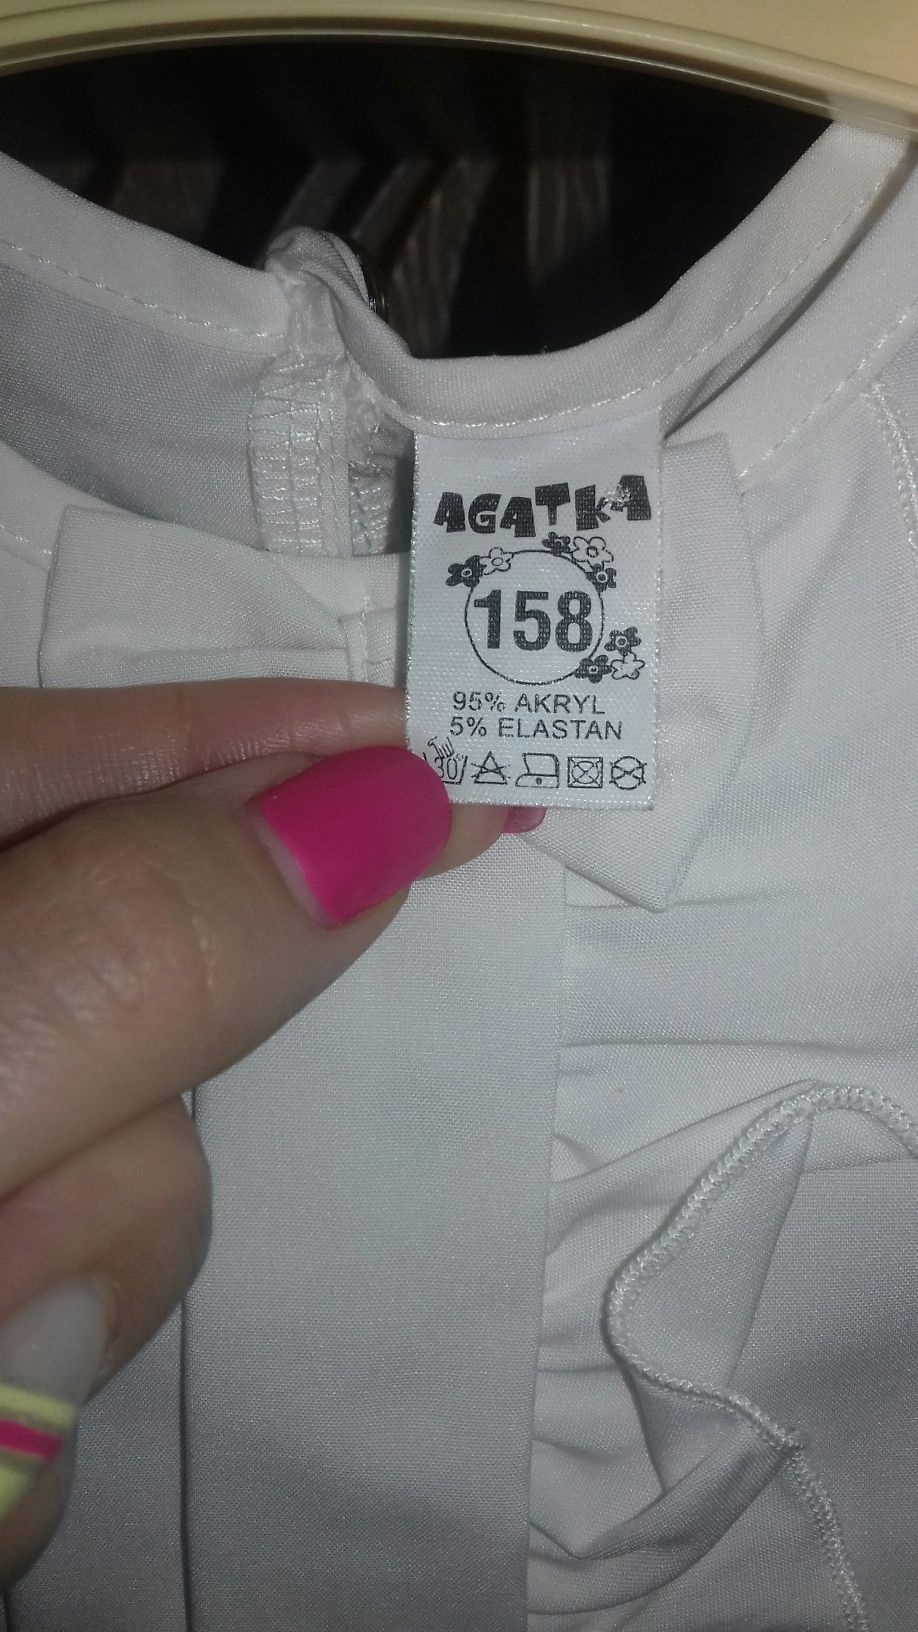 AGATKA
158
95% AKRYL
5% ELASTAN
30°